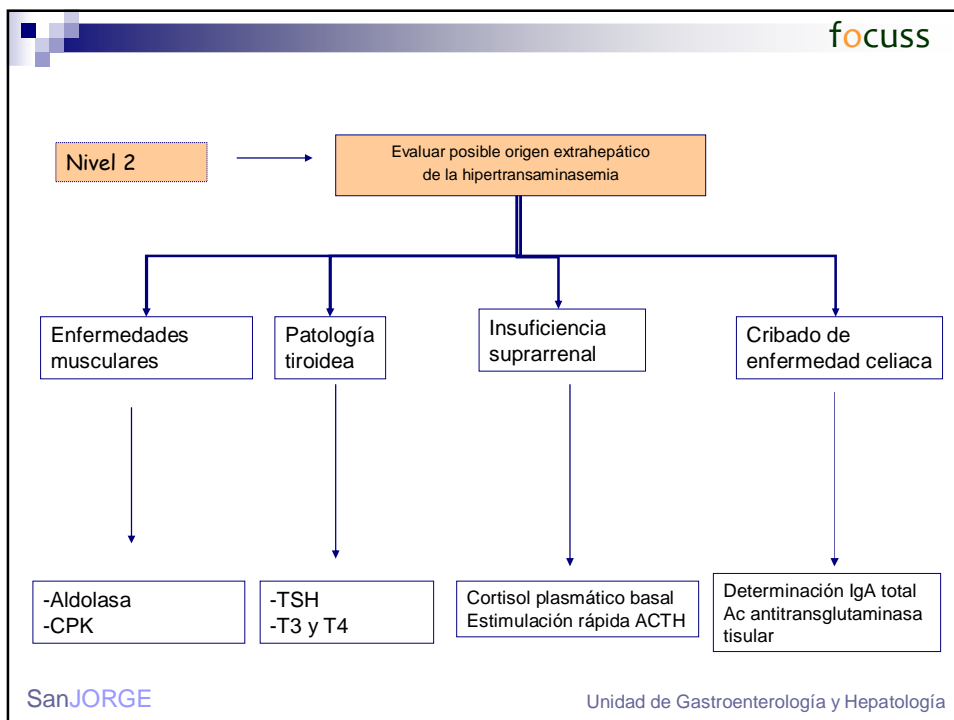 focuss
Nivel 2
Evaluar posible origen extrahepático
de la hipertransaminasemia
Enfermedades
musculares
Patología
tiroidea
Insuficiencia
suprarrenal
Cribado de
enfermedad celiaca
-Aldolasa
-CPK
-TSH
-T3 y T4
Cortisol plasmático basal
Estimulación rápida ACTH
Determinación IgA total
Ac antitransglutaminasa
tisular
SanJORGE
Unidad de Gastroenterología y Hepatología